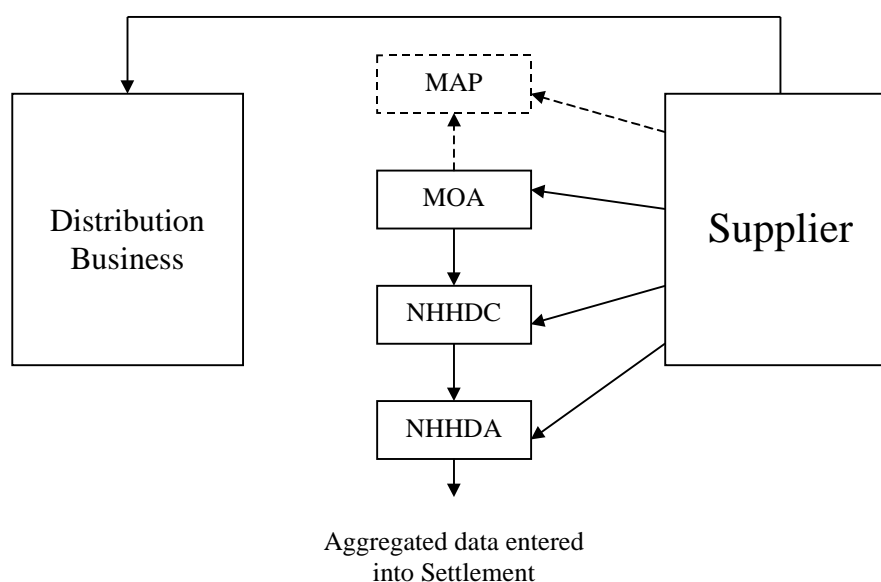 MAP
MOA
Distribution
Business
Supplier
NHHDC
NHHDA
Aggregated data entered
into Settlement